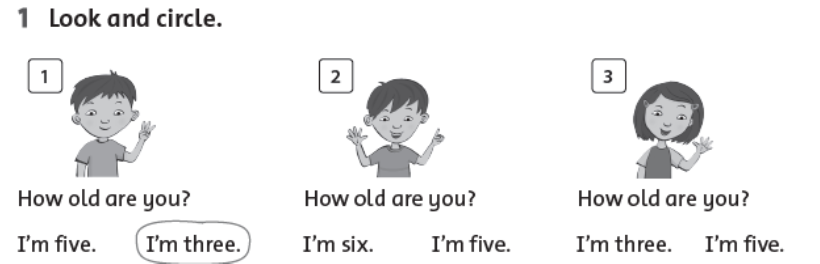 1 Look and circle.
1 2 3
How old are you? How old are you? How old are you?
I'm five. I'm three. I'm six. I'm five. I'm three. I'm five.